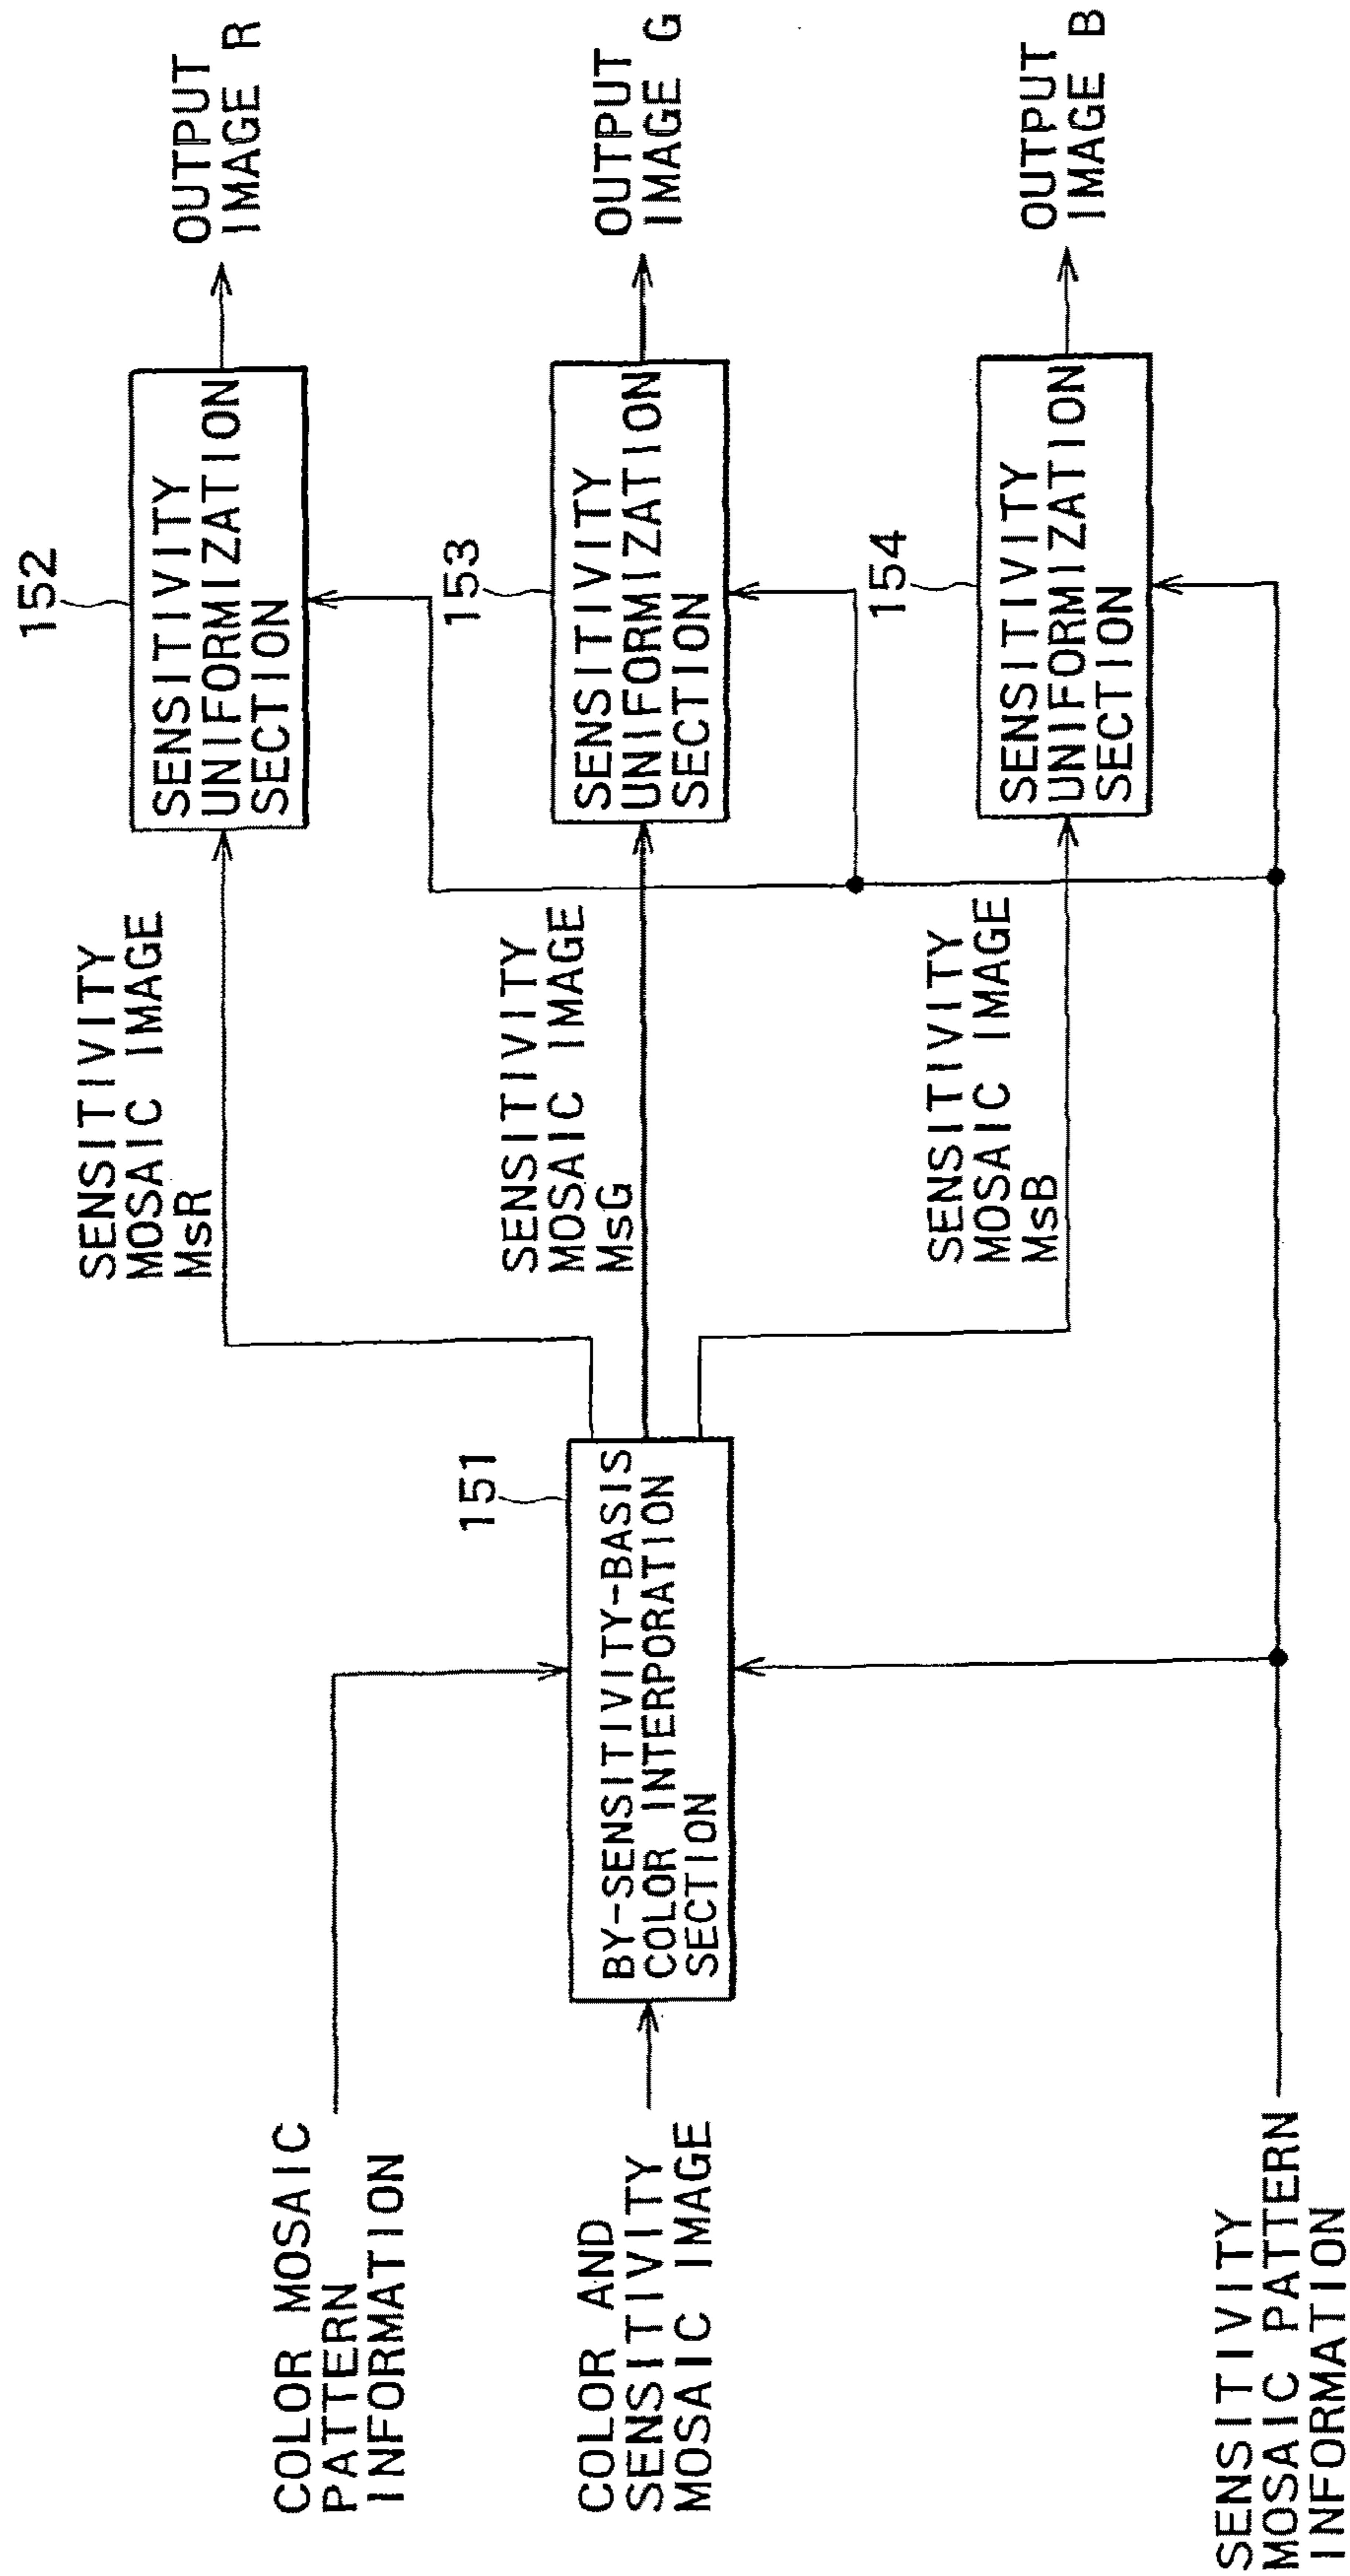 COLOR MOSAIC
PATTERN
INFORMATION
COLOR AND
SENSITIVITY
MOSAIC IMAGE
SENSITIVITY
MOSAIC PATTERN
INFORMATION
151
BY-SENSITIVITY-BASIS
COLOR INTERPORATION
SECTION
SENSITIVITY
MOSAIC IMAGE
MsR
SENSITIVITY
MOSAIC IMAGE
MsG
SENSITIVITY
MOSAIC IMAGE
MsB
152
SENSITIVITY
UNIFORMIZATION
SECTION
153
SENSITIVITY
UNIFORMIZATION
SECTION
154
SENSITIVITY
UNIFORMIZATION
SECTION
OUTPUT
IMAGE R
OUTPUT
IMAGE G
OUTPUT
IMAGE B